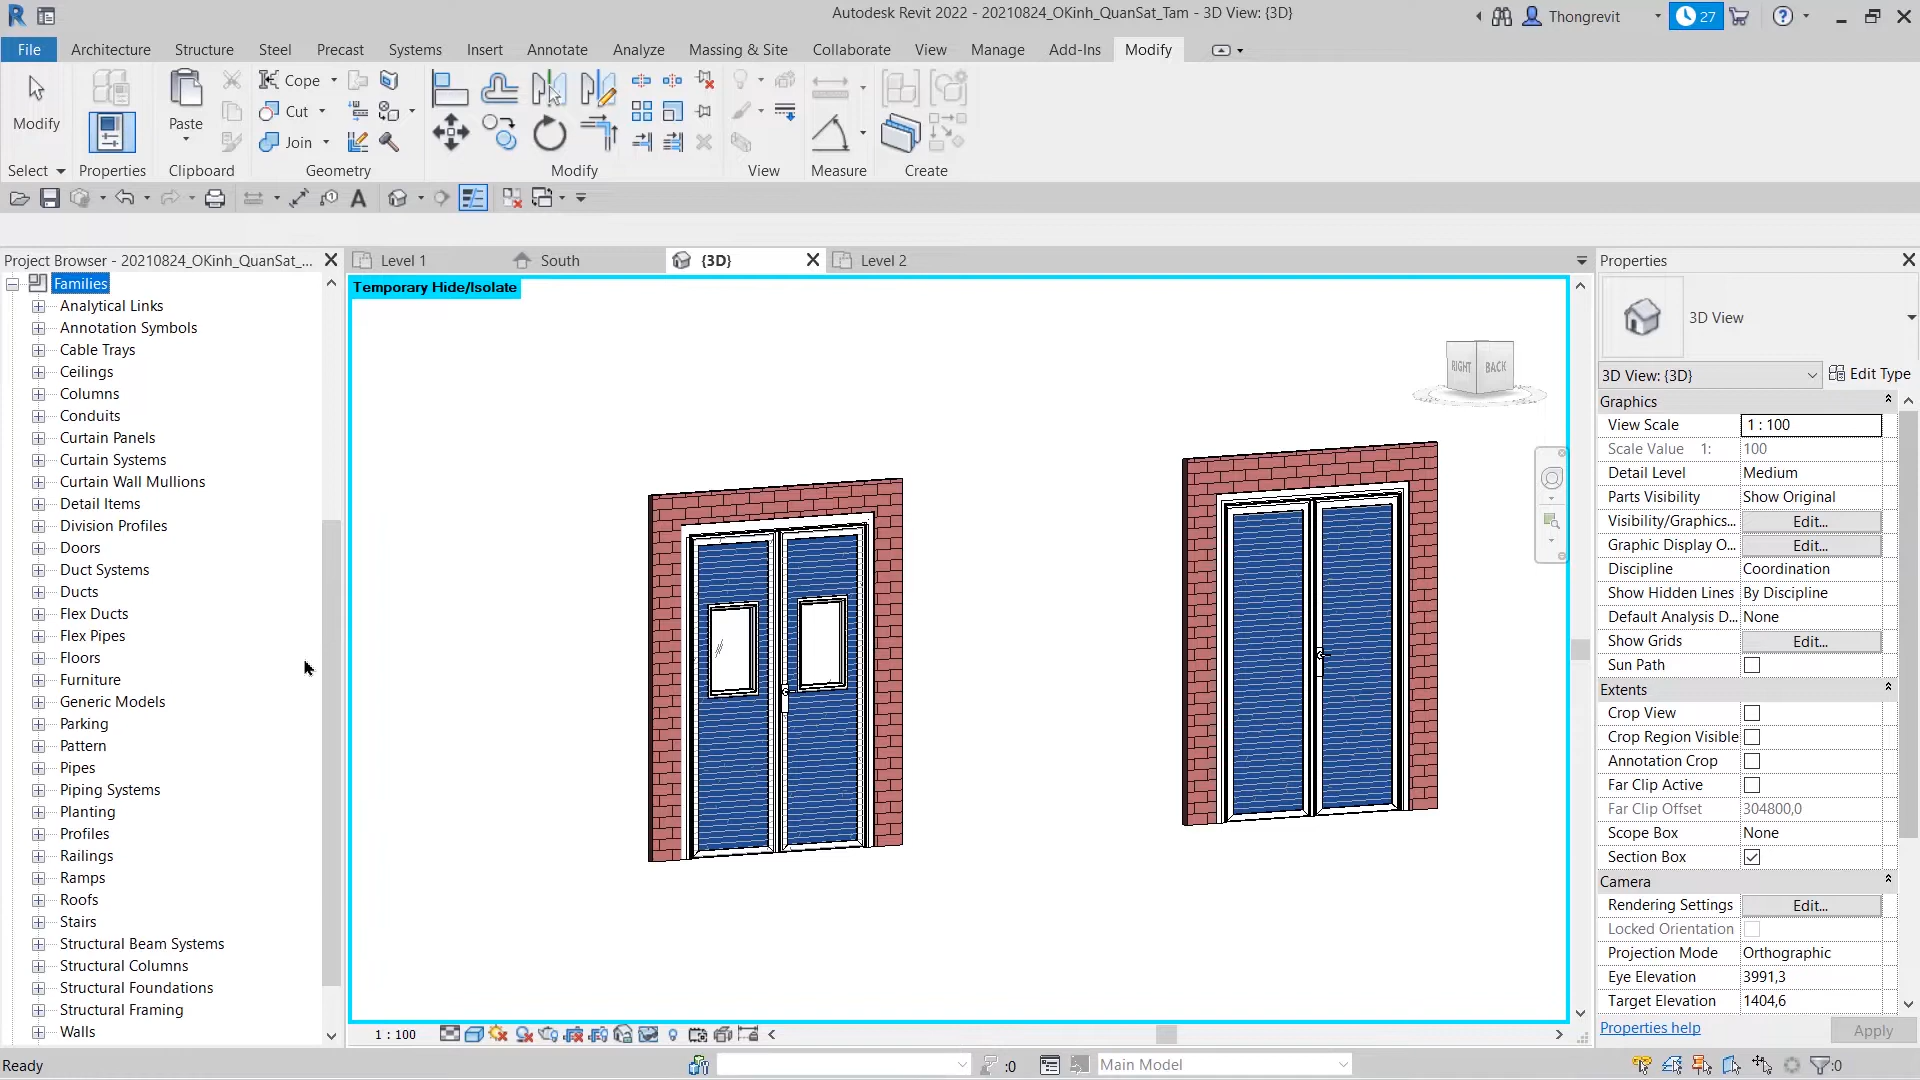 Autodesk Revit 2022 - 20210824_OKinh_QuanSat_Tam - 3D View: {3D}
Thongrevit
27
File Architecture Structure Steel Precast Systems Insert Annotate Analyze Massing & Site Collaborate View Manage Add-Ins Modify
Modify
Paste
Cope
Cut
Join
Select Properties Clipboard Geometry Modify View Measure Create
Project Browser - 20210824_OKinh_QuanSat_...
Families
Analytical Links
Annotation Symbols
Cable Trays
Ceilings
Columns
Conduits
Curtain Panels
Curtain Systems
Curtain Wall Mullions
Detail Items
Division Profiles
Doors
Duct Systems
Ducts
Flex Ducts
Flex Pipes
Floors
Furniture
Generic Models
Parking
Pattern
Pipes
Piping Systems
Planting
Profiles
Railings
Ramps
Roofs
Stairs
Structural Beam Systems
Structural Columns
Structural Foundations
Structural Framing
Walls
Level 1 South {3D} Level 2
Temporary Hide/Isolate
RIGHT BACK
1 : 100
Properties
3D View
3D View: {3D} Edit Type
Graphics
View Scale 1 : 100
Scale Value 1: 100
Detail Level Medium
Parts Visibility Show Original
Visibility/Graphics... Edit...
Graphic Display O... Edit...
Discipline Coordination
Show Hidden Lines By Discipline
Default Analysis D... None
Show Grids Edit...
Sun Path
Extents
Crop View
Crop Region Visible
Annotation Crop
Far Clip Active
Far Clip Offset 304800,0
Scope Box None
Section Box
Camera
Rendering Settings Edit...
Locked Orientation
Projection Mode Orthographic
Eye Elevation 3991,3
Target Elevation 1404,6
Properties help Apply
Ready
:0
Main Model
:0